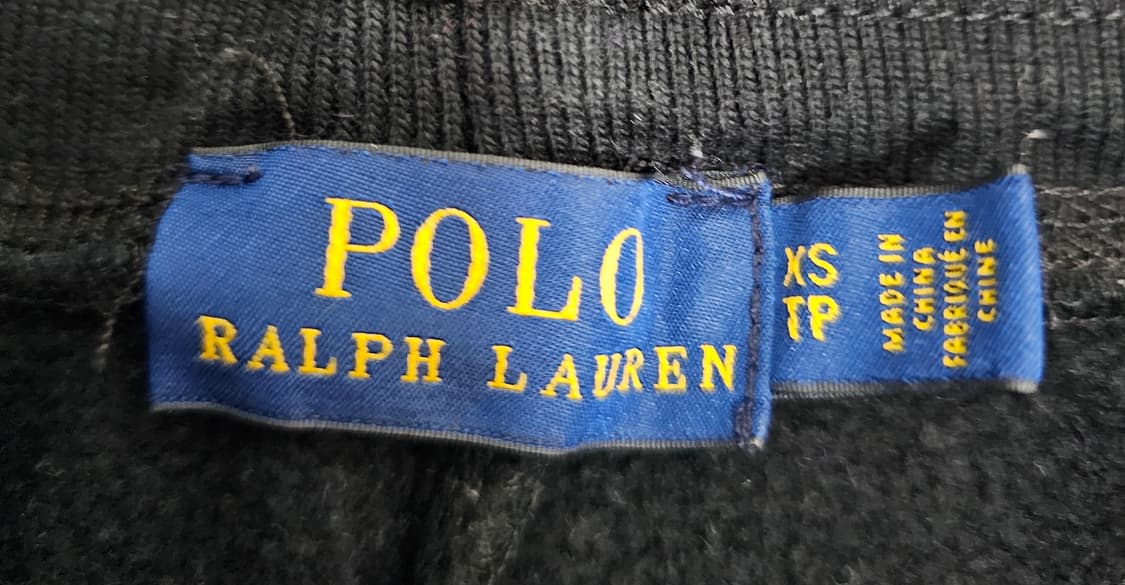 POLO
RALPH LAUREN
XS
TP
MADE IN
CHINA
FABRIQUÉ EN
CHINE